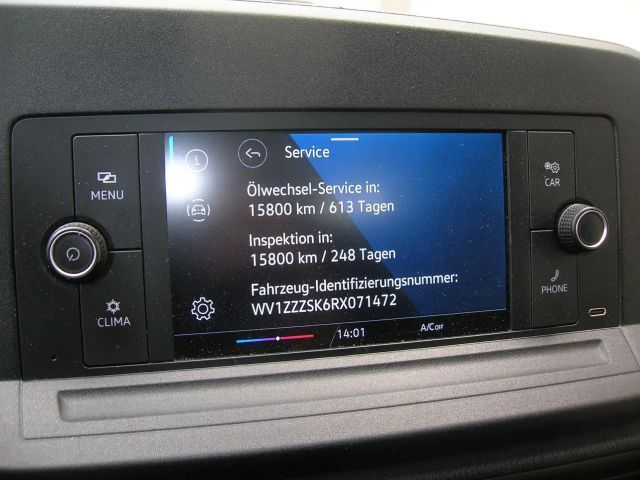 MENU
CLIMA
Service
Ölwechsel-Service in:
15800 km / 613 Tagen
Inspektion in:
15800 km / 248 Tagen
Fahrzeug-Identifizierungsnummer:
WV1ZZZSK6RX071472
14:01
A/C OFF
CAR
PHONE